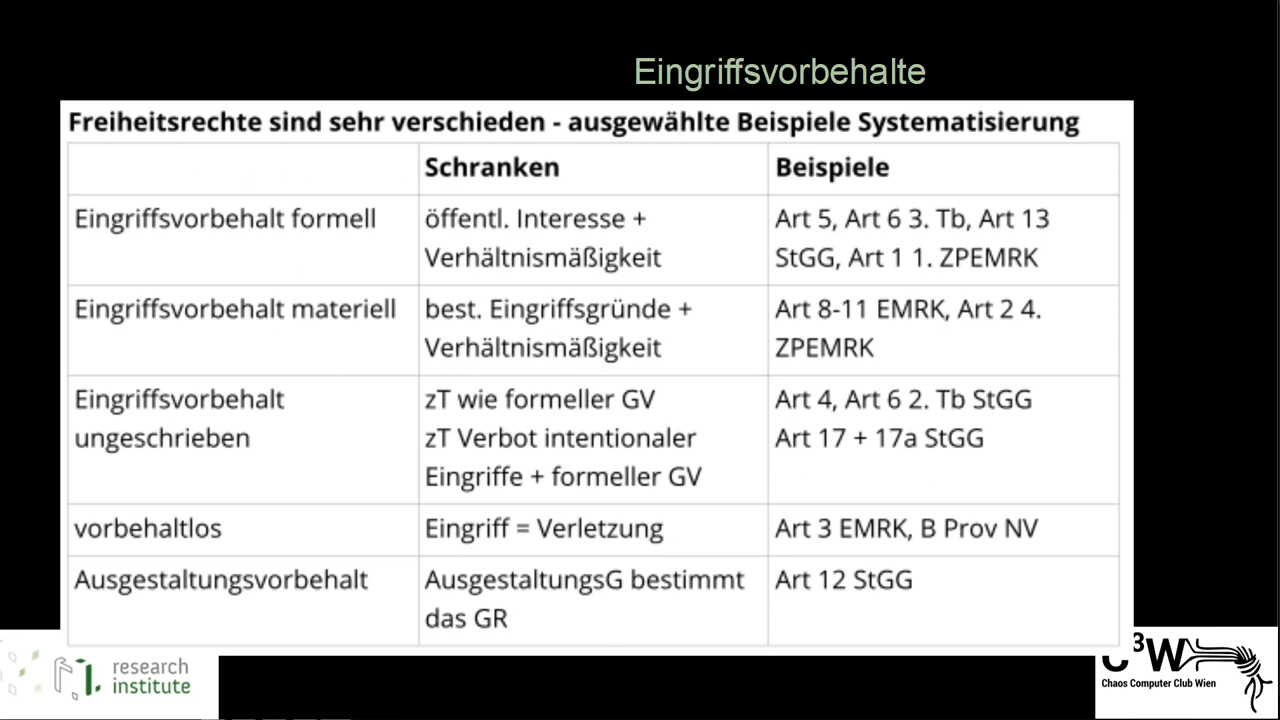 Eingriffsvorbehalte
Freiheitsrechte sind sehr verschieden - ausgewählte Beispiele Systematisierung
Schranken
Beispiele
Eingriffsvorbehalt formell
öffentl. Interesse +
Verhältnismäßigkeit
Art 5, Art 6 3. Tb, Art 13
StGG, Art 1 1. ZPEMRK
Eingriffsvorbehalt materiell
best. Eingriffsgründe +
Verhältnismäßigkeit
Art 8-11 EMRK, Art 2 4.
ZPEMRK
Eingriffsvorbehalt
ungeschrieben
zT wie formeller GV
zT Verbot intentionaler
Eingriffe + formeller GV
Art 4, Art 6 2. Tb StGG
Art 17 + 17a StGG
vorbehaltlos
Eingriff = Verletzung
Art 3 EMRK, B Prov NV
Ausgestaltungsvorbehalt
AusgestaltungsG bestimmt
das GR
Art 12 StGG
research
institute
C³W
Chaos Computer Club Wien